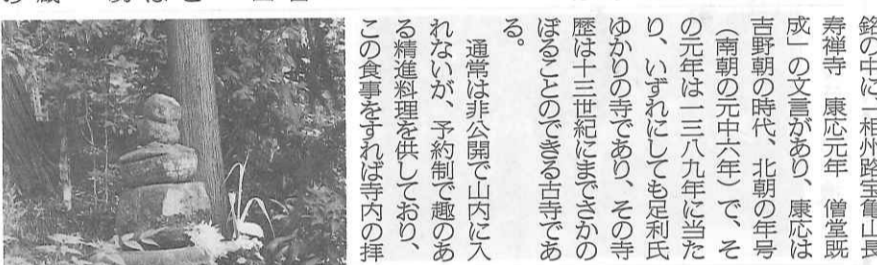 銘の中に「相州路宝亀山長
寿禅寺　康応元年　僧堂既
成」の文言があり、康応は
吉野朝の時代、北朝の年号
（南朝の元中六年）で、そ
の元年は一三八九年に当た
り、いずれにしても足利氏
ゆかりの寺であり、その寺
歴は十三世紀にまでさかの
ぼることのできる古寺であ
る。
　通常は非公開で山内に入
れないが、予約制で趣のあ
る精進料理を供しており、
この食事をすれば寺内の拝